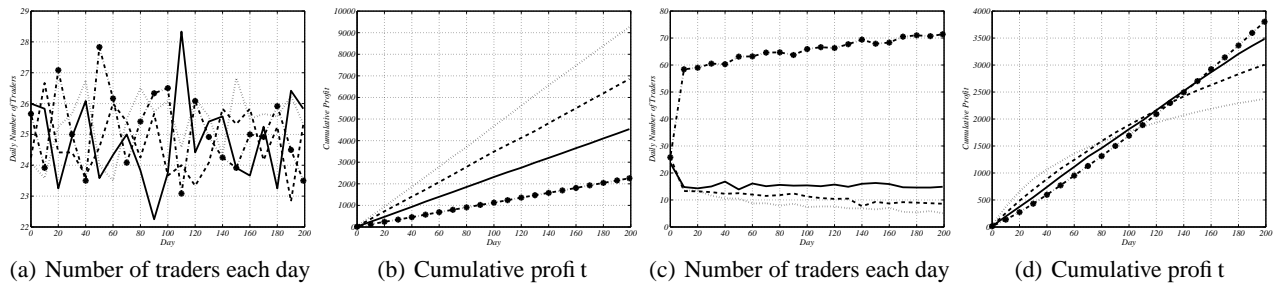 29
28
27
26
25
24
23
22
Daily Number of Traders
0 20 40 60 80 100 120 140 160 180 200
Day
(a) Number of traders each day
10000
9000
8000
7000
6000
5000
4000
3000
2000
1000
0
Cumulative Profit
0 20 40 60 80 100 120 140 160 180 200
Day
(b) Cumulative profi t
80
70
60
50
40
30
20
10
0
Daily Number of Traders
0 20 40 60 80 100 120 140 160 180 200
Day
(c) Number of traders each day
4000
3500
3000
2500
2000
1500
1000
500
0
Cumulative Profit
0 20 40 60 80 100 120 140 160 180 200
Day
(d) Cumulative profi t